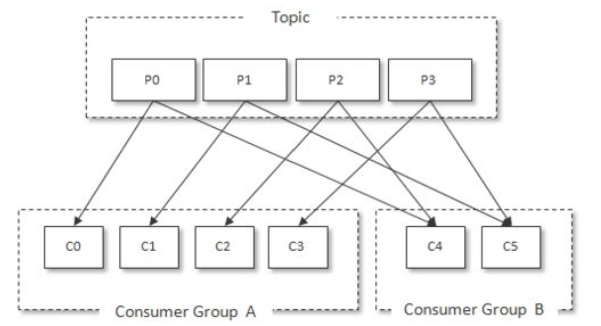 Topic
P0 P1 P2 P3
C0 C1 C2 C3 C4 C5
Consumer Group A Consumer Group B